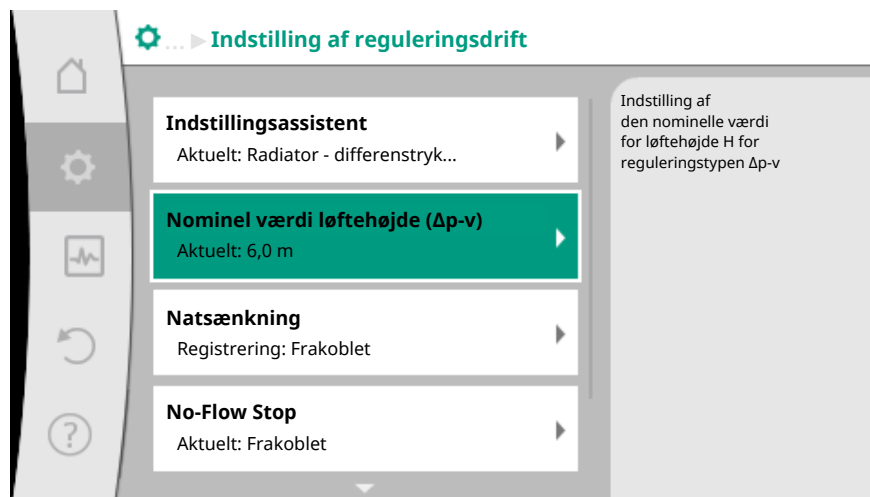 ... ▶ Indstilling af reguleringsdrift
Indstillingsassistent
Aktuelt: Radiator - differenstryk...
Nominel værdi løftehøjde (Δp-v)
Aktuelt: 6,0 m
Natsænkning
Registrering: Frakoblet
No-Flow Stop
Aktuelt: Frakoblet
Indstilling af
den nominelle værdi
for løftehøjde H for
reguleringstypen Δp-v
?